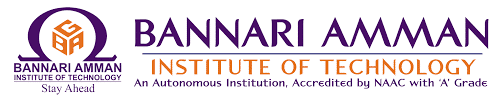 BIA
BANNARI AMMAN
INSTITUTE OF TECHNOLOGY
Stay Ahead
BANNARI AMMAN
INSTITUTE OF TECHNOLOGY
An Autonomous Institution, Accredited by NAAC with 'A' Grade